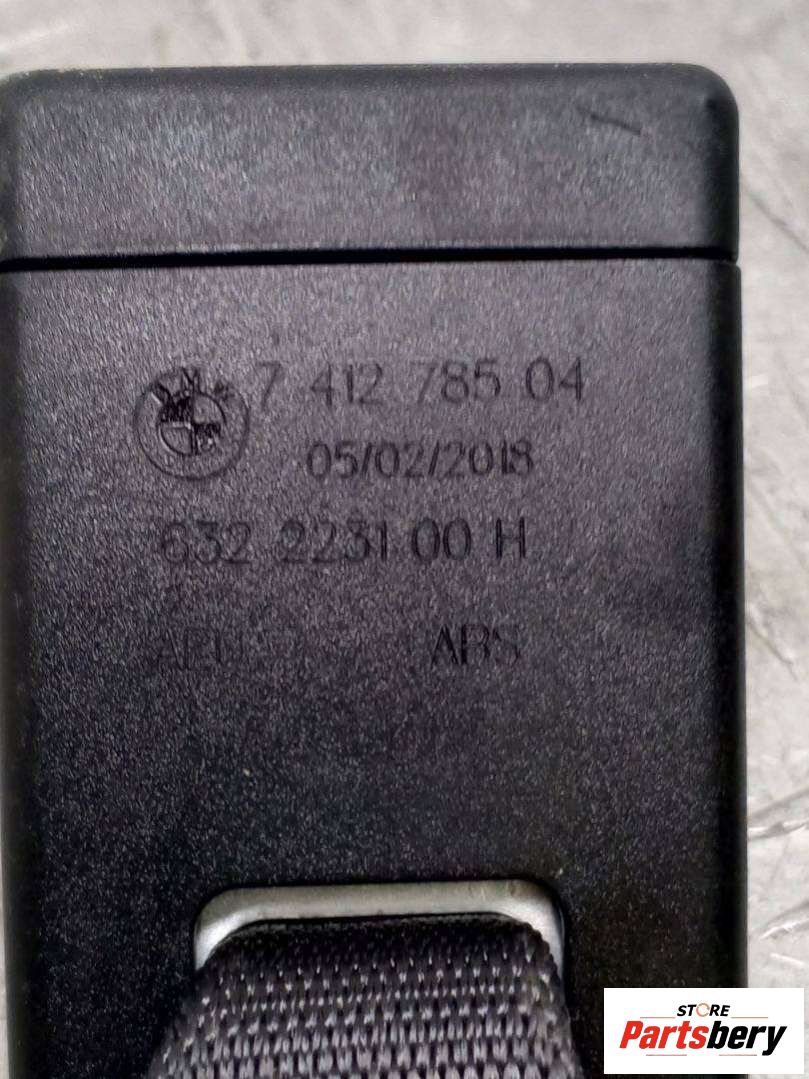 7 412 785 04
05/02/2018
632 2231 00 H
ABS
STORE
Partsbery